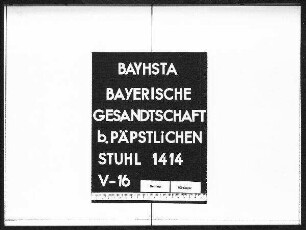 BAYHSTA
BAYERISCHE
GESANDTSCHAFT
b. PÄPSTLiCHEN
STUHL 1414
V-16